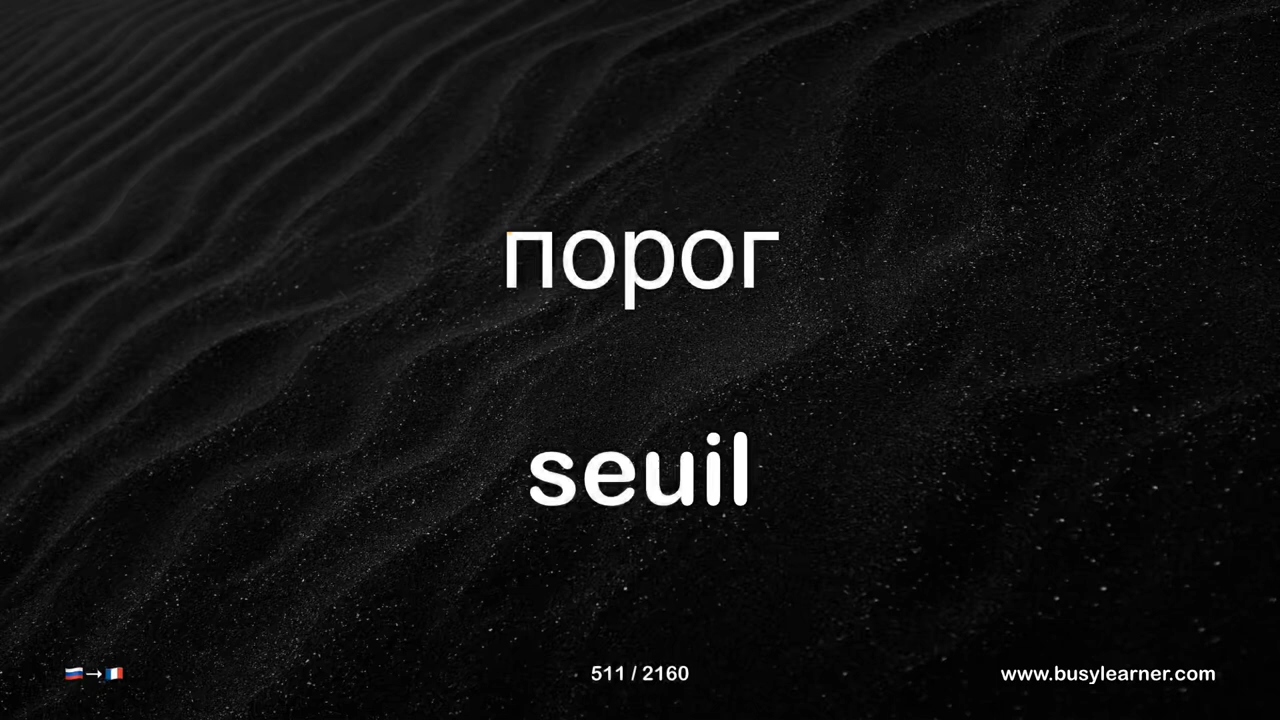 порог
seuil
🇷🇺→🇫🇷
511 / 2160
www.busylearner.com